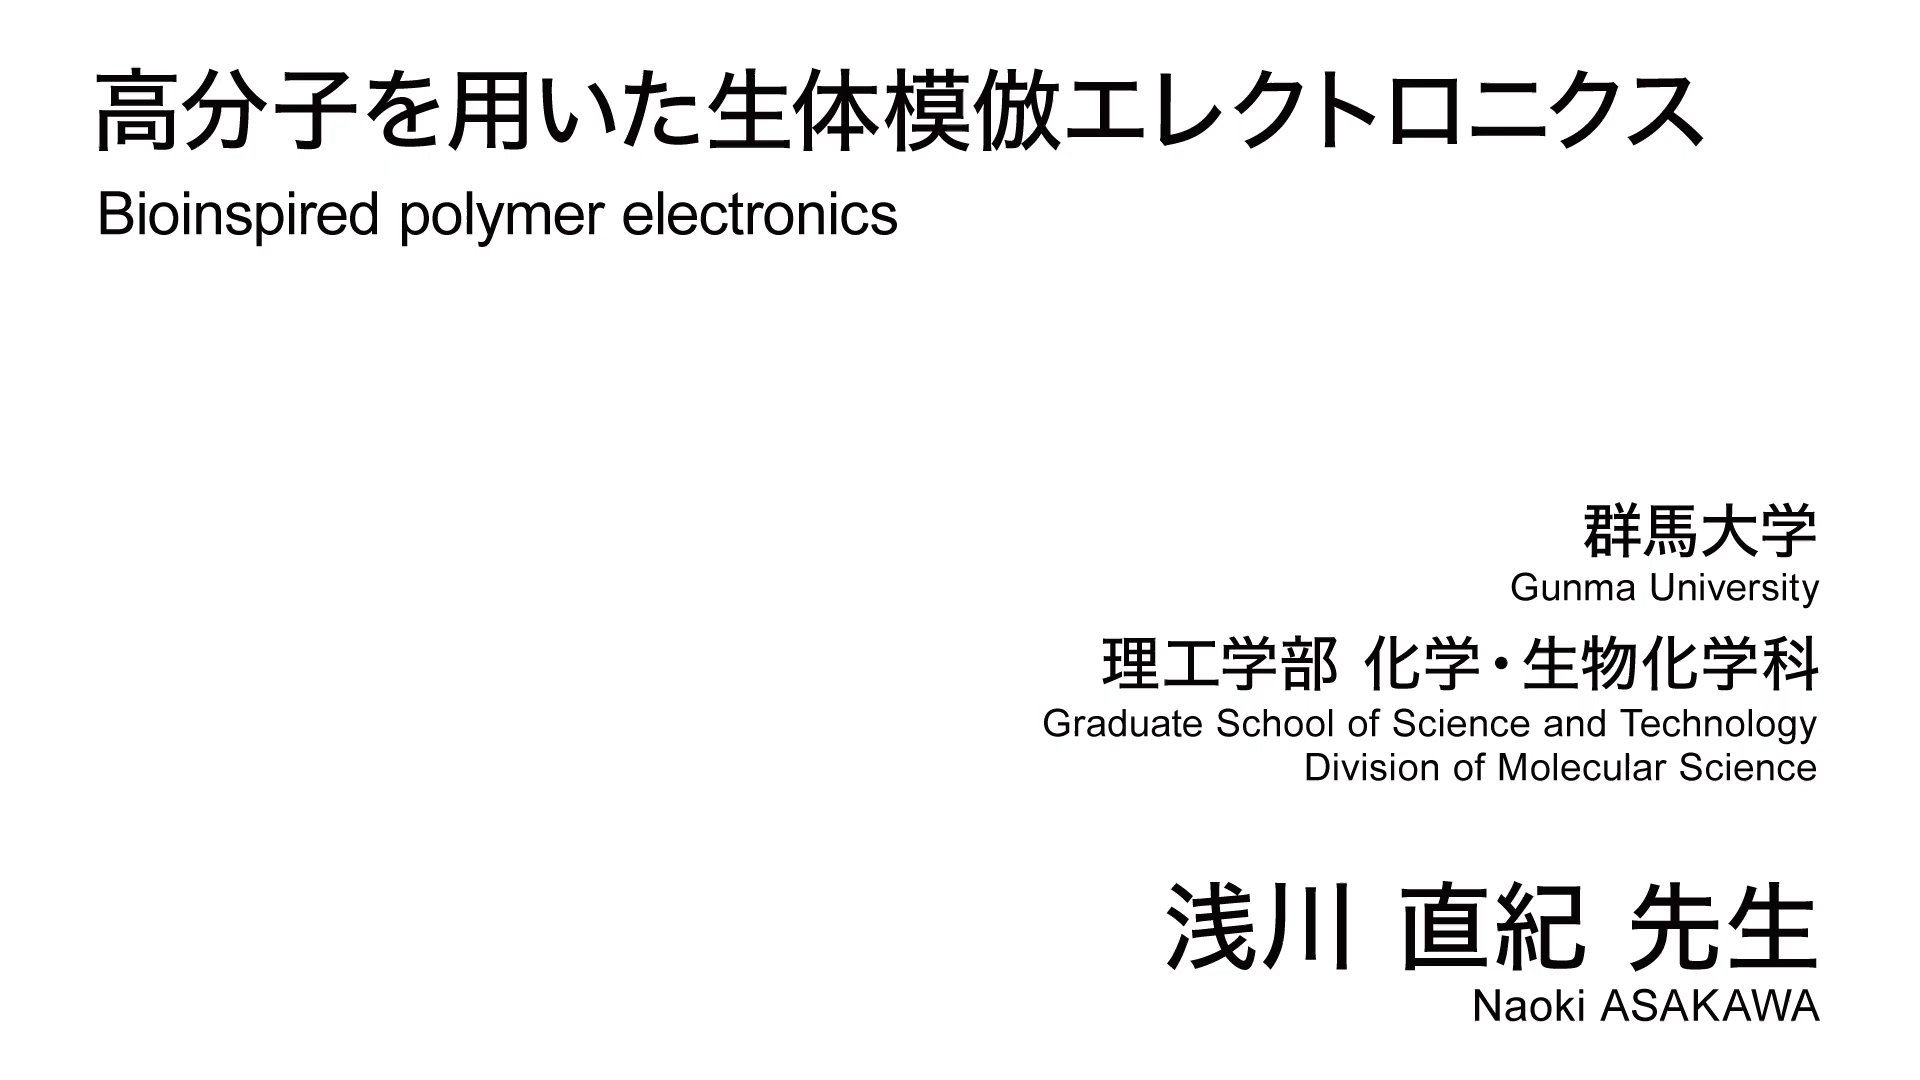 高分子を用いた生体模倣エレクトロニクス
Bioinspired polymer electronics
群馬大学
Gunma University
理工学部 化学・生物化学科
Graduate School of Science and Technology
Division of Molecular Science
浅川 直紀 先生
Naoki ASAKAWA